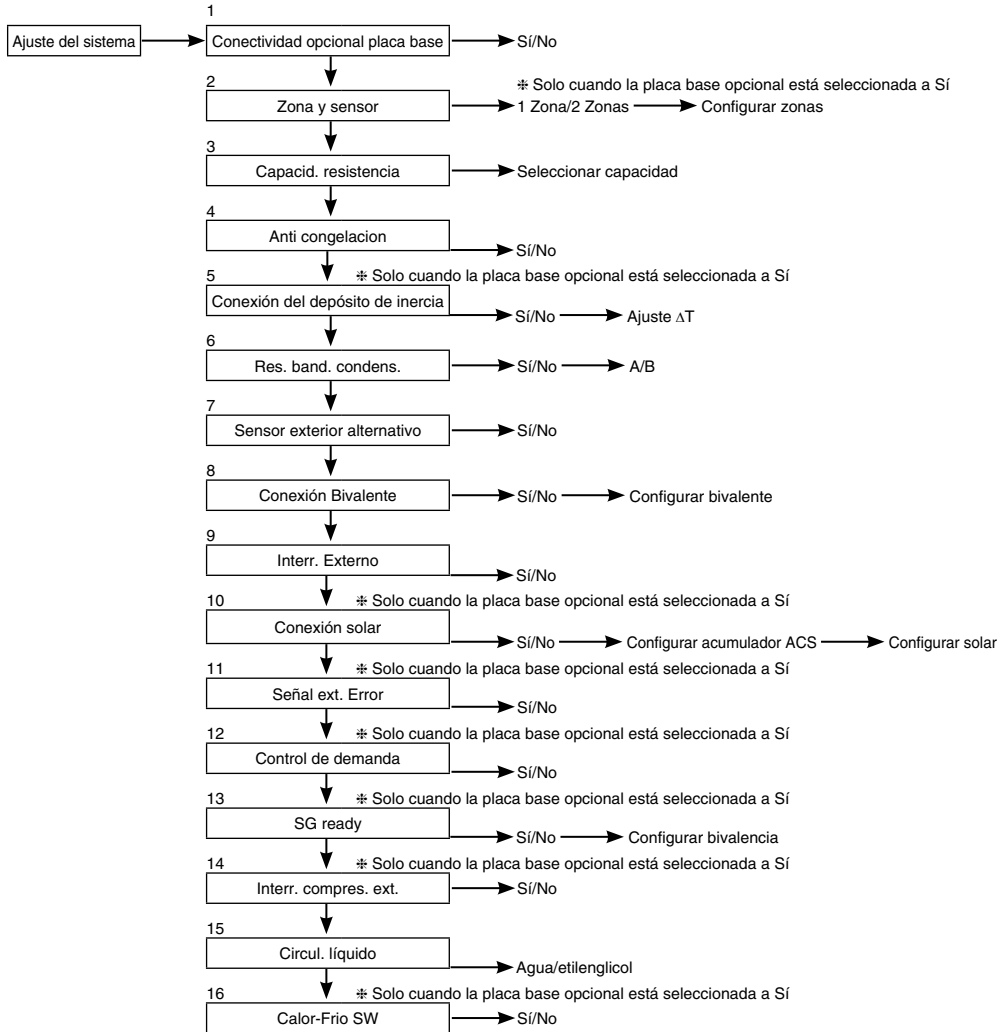 1
Ajuste del sistema Conectividad opcional placa base Sí/No
2 ⁜ Solo cuando la placa base opcional está seleccionada a Sí
Zona y sensor 1 Zona/2 Zonas Configurar zonas
3
Capacid. resistencia Seleccionar capacidad
4
Anti congelacion Sí/No
5 ⁜ Solo cuando la placa base opcional está seleccionada a Sí
Conexión del depósito de inercia Sí/No Ajuste ∆T
6
Res. band. condens. Sí/No A/B
7
Sensor exterior alternativo Sí/No
8
Conexión Bivalente Sí/No Configurar bivalente
9
Interr. Externo Sí/No
10 ⁜ Solo cuando la placa base opcional está seleccionada a Sí
Conexión solar Sí/No Configurar acumulador ACS Configurar solar
11 ⁜ Solo cuando la placa base opcional está seleccionada a Sí
Señal ext. Error Sí/No
12 ⁜ Solo cuando la placa base opcional está seleccionada a Sí
Control de demanda Sí/No
13 ⁜ Solo cuando la placa base opcional está seleccionada a Sí
SG ready Sí/No Configurar bivalencia
14 ⁜ Solo cuando la placa base opcional está seleccionada a Sí
Interr. compres. ext. Sí/No
15
Circul. líquido Agua/etilenglicol
16 ⁜ Solo cuando la placa base opcional está seleccionada a Sí
Calor-Frio SW Sí/No